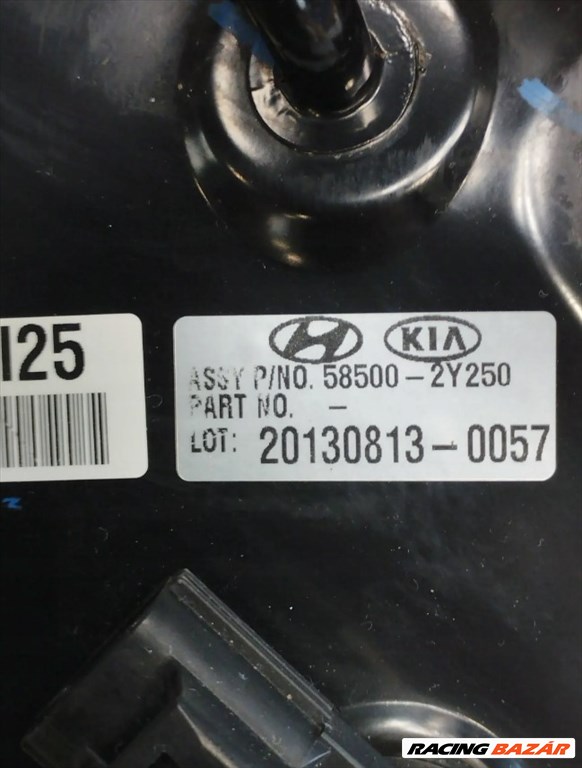 KIA
I25
ASSY P/NO. 58500-2Y250
PART NO. -
LOT: 20130813-0057
RACING BAZÁR